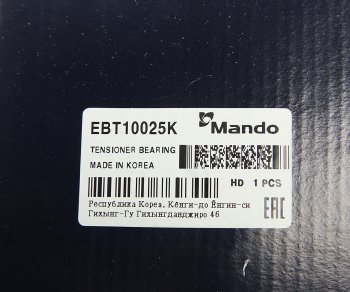 EBT10025K Mando
TENSIONER BEARING
MADE IN KOREA
HD 1 PCS
Республика Корея, Кёнги-до Ёнгин-си
Гихынг-Гу Гихынгданджиро 46
EAC